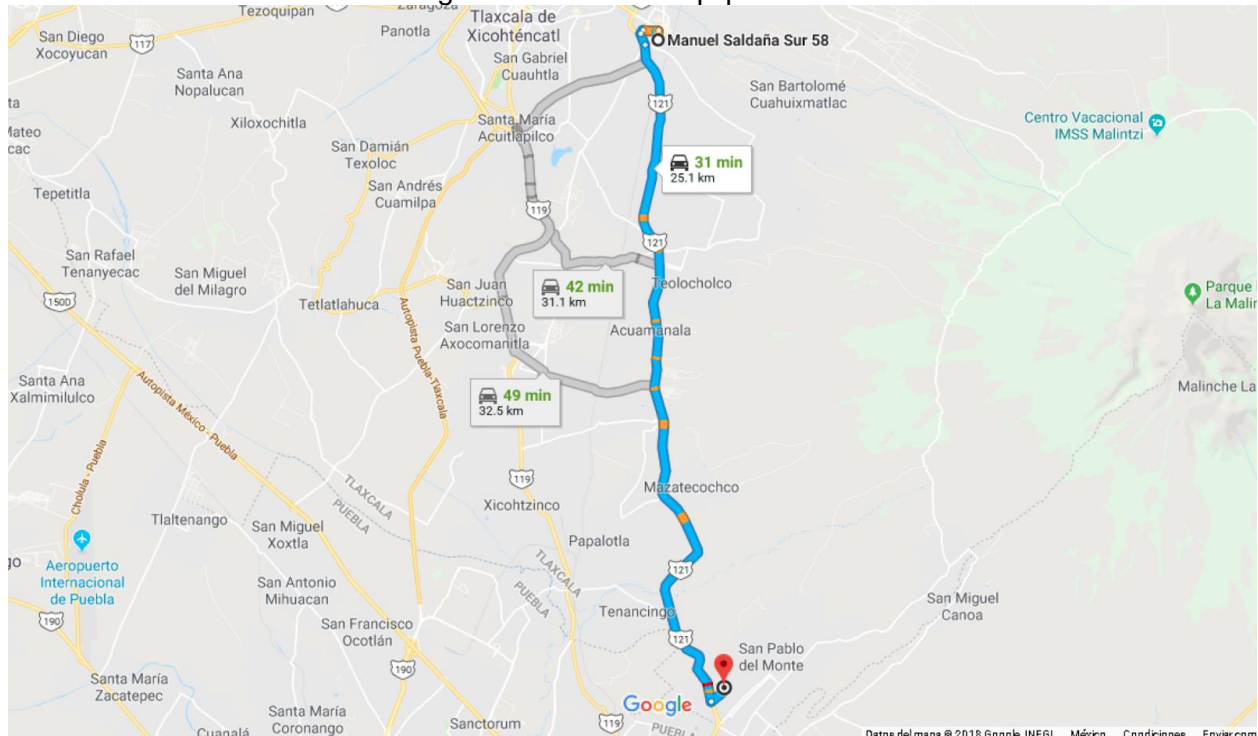 Tezoquipan
Zaragoza
Tlaxcala de
Xicohténcatl
Panotla
San Diego
Xocoyucan
117
Manuel Saldaña Sur 58
San Gabriel
Cuauhtla
Santa Ana
Nopalucan
121
San Bartolomé
Cuahuixmatlac
Centro Vacacional
IMSS Malintzi
Xiloxochitla
Santa María
Acuitlapilco
San Damián
Texoloc
31 min
25.1 km
Tepetitla
San Andrés
Cuamilpa
119
121
San Rafael
Tenanyecac
San Miguel
del Milagro
San Juan
Huactzinco
42 min
31.1 km
Teolocholco
150D
Tetlatlahuca
Parque
La Malin
San Lorenzo
Axocomanitla
Acuamanala
Autopista Puebla-Tlaxcala
Autopista México - Puebla
Santa Ana
Xalmimilulco
49 min
32.5 km
Malinche La
Cholula - Puebla
TLAXCALA
PUEBLA
119
Xicohtzinco
Mazatecochco
Tlaltenango
San Miguel
Xoxtla
Papalotla
Aeropuerto
Internacional
de Puebla
TLAXCALA
PUEBLA
121
San Antonio
Mihuacan
Tenancingo
San Miguel
Canoa
190
San Francisco
Ocotlán
121
San Pablo
del Monte
190
Santa María
Zacatepec
Google
Santa María
Coronango
Sanctorum
119
PUEBLA
Cuanalá
Datos del mapa © 2018 Google, INEGI México Condiciones